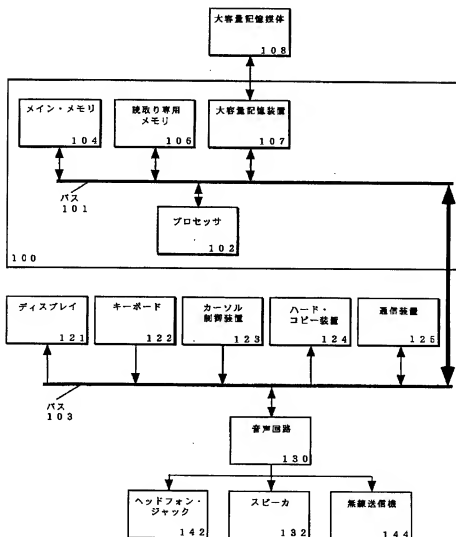 大容量記憶媒体
108
メイン・メモリ
104
読取り専用
メモリ
106
大容量記憶装置
107
バス
101
プロセッサ
102
100
ディスプレイ
121
キーボード
122
カーソル
制御装置
123
ハード・
コピー装置
124
通信装置
125
バス
103
音声回路
130
ヘッドフォン・
ジャック
142
スピーカ
132
無線送信機
144